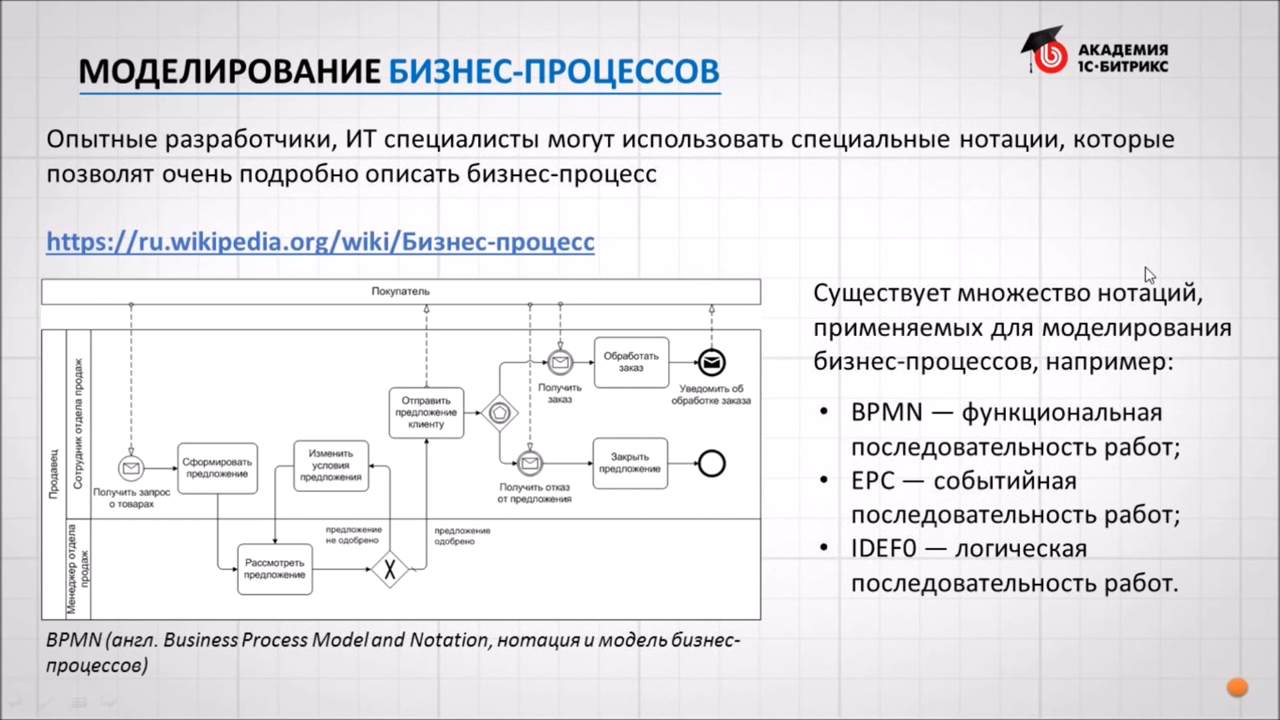 МОДЕЛИРОВАНИЕ БИЗНЕС-ПРОЦЕССОВ
АКАДЕМИЯ
1С·БИТРИКС
Опытные разработчики, ИТ специалисты могут использовать специальные нотации, которые
позволят очень подробно описать бизнес-процесс
https://ru.wikipedia.org/wiki/Бизнес-процесс
Покупатель
Продавец
Сотрудник отдела продаж
Менеджер отдела
продаж
Получить запрос
о товарах
Сформировать
предложение
Изменить
условия
предложения
Отправить
предложение
клиенту
Получить
заказ
Обработать
заказ
Уведомить об
обработке заказа
Получить отказ
от предложения
Закрыть
предложение
Рассмотреть
предложение
предложение
не одобрено
X
предложение
одобрено
BPMN (англ. Business Process Model and Notation, нотация и модель бизнес-
процессов)
Существует множество нотаций,
применяемых для моделирования
бизнес-процессов, например:
• BPMN — функциональная
последовательность работ;
• EPC — событийная
последовательность работ;
• IDEF0 — логическая
последовательность работ.